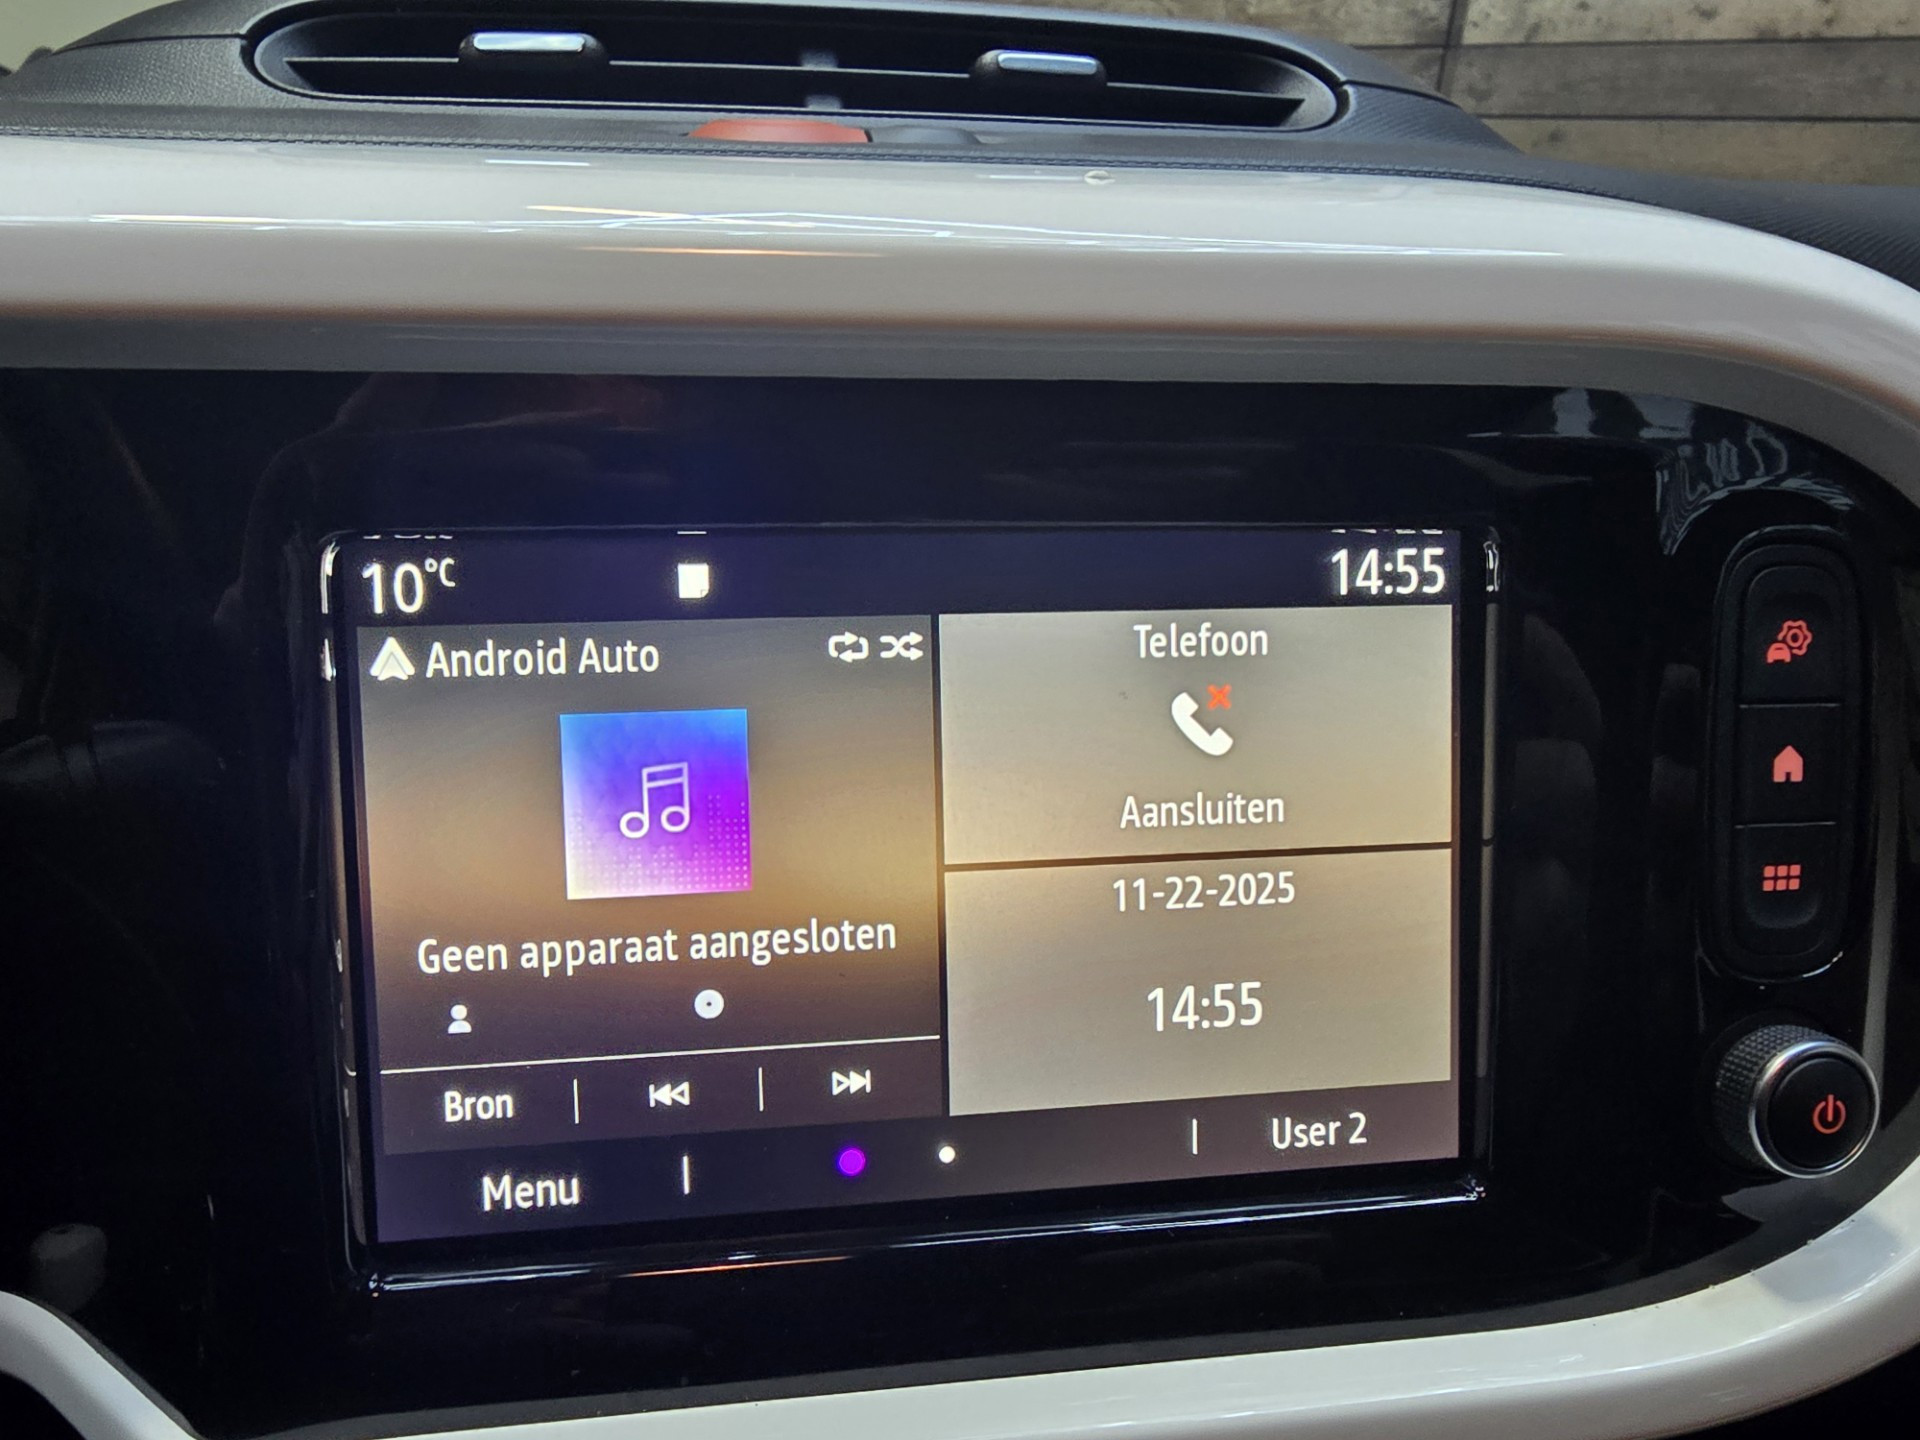 10°C
14:55
Android Auto
Telefoon
Aansluiten
Geen apparaat aangesloten
11-22-2025
14:55
Bron
Menu
User 2